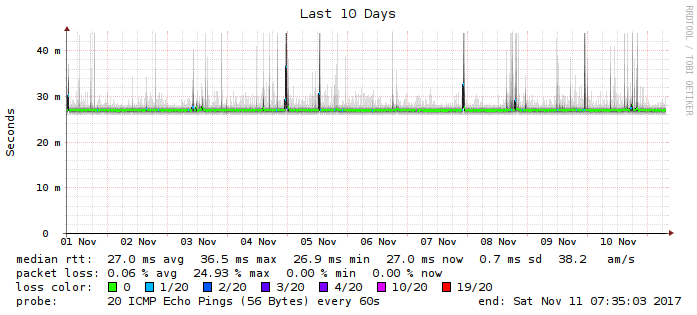 Last 10 Days
RRDTOOL / TOBI OETIKER
Seconds
40 m
30 m
20 m
10 m
0
01 Nov 02 Nov 03 Nov 04 Nov 05 Nov 06 Nov 07 Nov 08 Nov 09 Nov 10 Nov
median rtt: 27.0 ms avg 36.5 ms max 26.9 ms min 27.0 ms now 0.7 ms sd 38.2 am/s
packet loss: 0.06 % avg 24.93 % max 0.00 % min 0.00 % now
loss color: 0 1/20 2/20 3/20 4/20 10/20 19/20
probe: 20 ICMP Echo Pings (56 Bytes) every 60s end: Sat Nov 11 07:35:03 2017